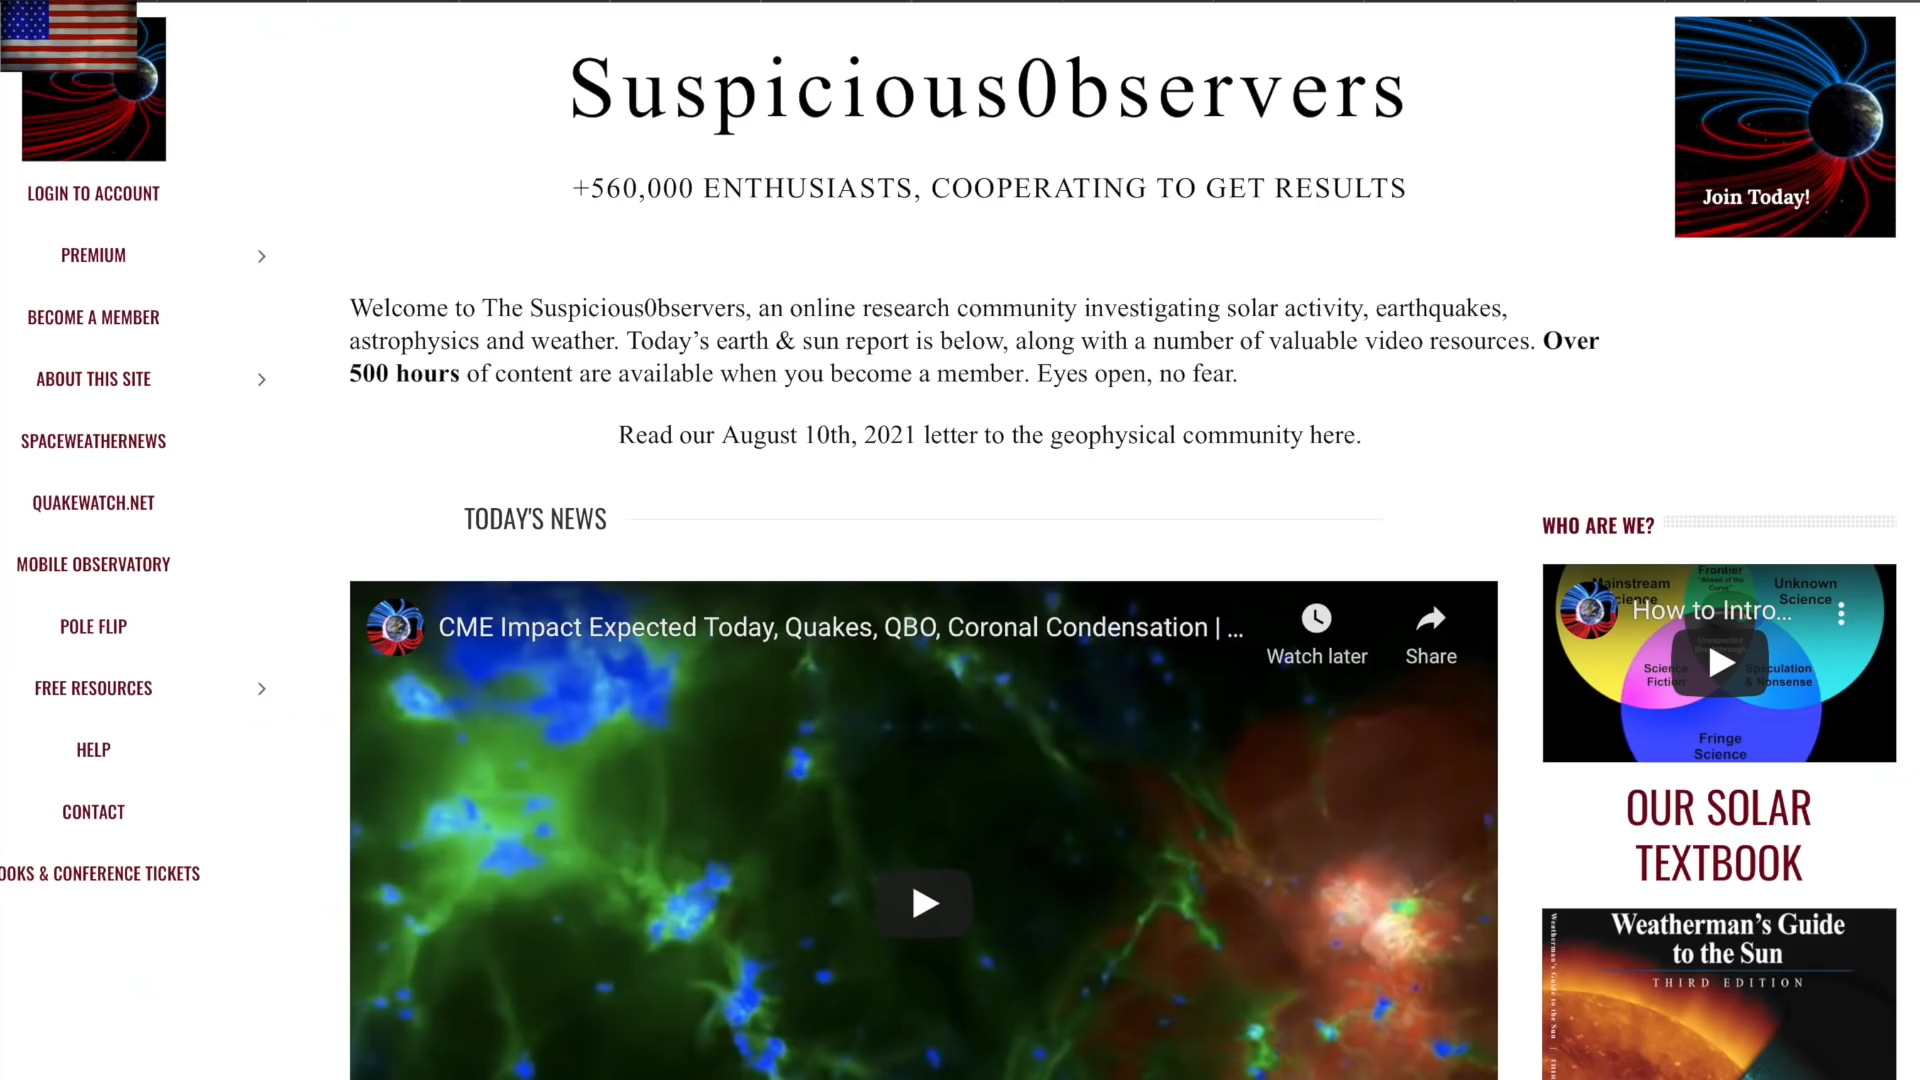 Suspicious0bservers
+560,000 ENTHUSIASTS, COOPERATING TO GET RESULTS
Join Today!
LOGIN TO ACCOUNT
PREMIUM
BECOME A MEMBER
ABOUT THIS SITE
SPACEWEATHERNEWS
QUAKEWATCH.NET
MOBILE OBSERVATORY
POLE FLIP
FREE RESOURCES
HELP
CONTACT
OOKS & CONFERENCE TICKETS
Welcome to The Suspicious0bservers, an online research community investigating solar activity, earthquakes,
astrophysics and weather. Today’s earth & sun report is below, along with a number of valuable video resources. Over
500 hours of content are available when you become a member. Eyes open, no fear.
Read our August 10th, 2021 letter to the geophysical community here.
TODAY'S NEWS
CME Impact Expected Today, Quakes, QBO, Coronal Condensation | ...
Watch later
Share
WHO ARE WE?
Mainstream
Science
Frontier
"Ahead of the
Curve"
Unknown
Science
How to Intro...
Science
Fiction
Speculation
& Nonsense
Fringe
Science
OUR SOLAR
TEXTBOOK
Weatherman's Guide
to the Sun
THIRD EDITION
Weatherman's Guide to the Sun